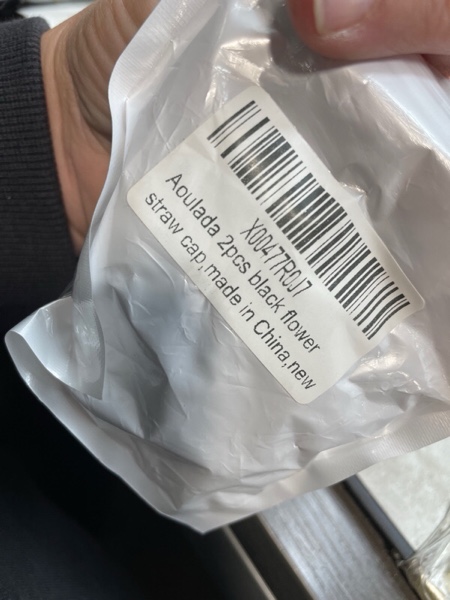 X0047R0J7
Aoulada 2pcs black flower
straw cap,made in China,new